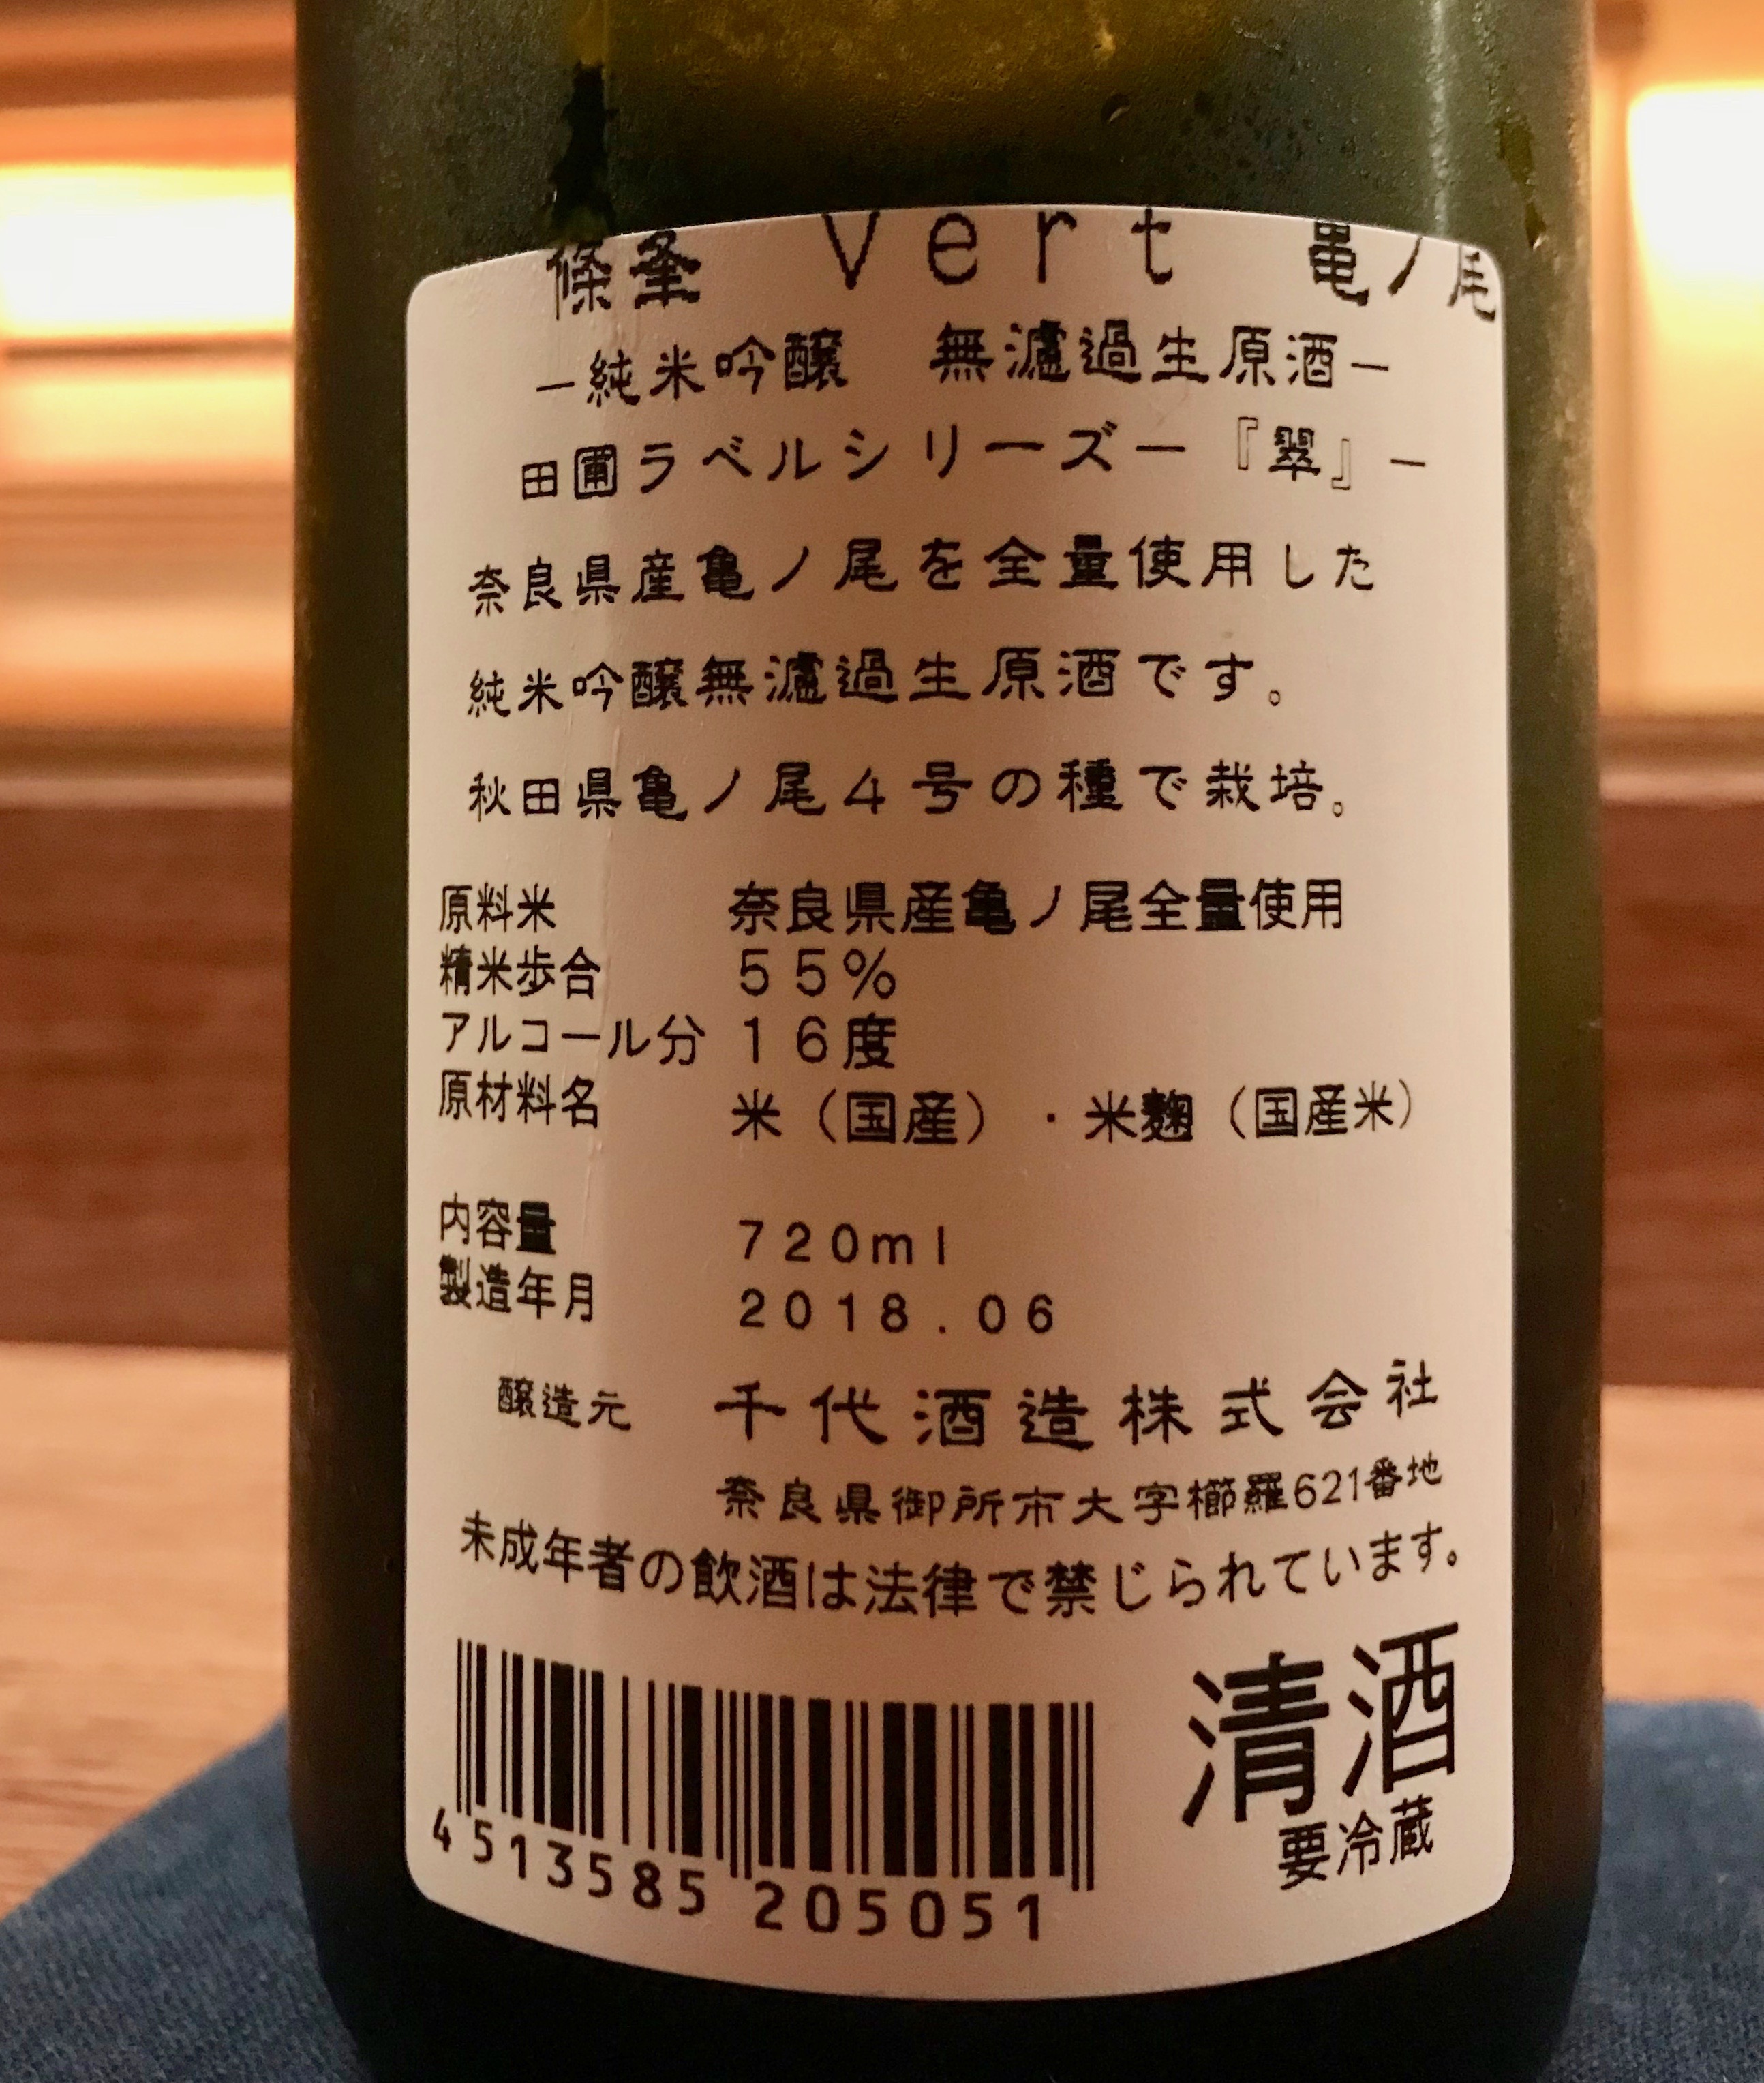 篠峯 Vert 亀ノ尾
–純米吟醸 無濾過生原酒–
田圃ラベルシリーズー『翠』–
奈良県産亀ノ尾を全量使用した
純米吟醸無濾過生原酒です。
秋田県亀ノ尾4号の種で栽培。
原料米 奈良県産亀ノ尾全量使用
精米歩合 55%
アルコール分 16度
原材料名 米(国産)・米麹(国産米)
内容量 720ml
製造年月 2018.06
醸造元 千代酒造株式会社
奈良県御所市大字櫛羅621番地
未成年者の飲酒は法律で禁じられています。
清酒
要冷蔵
4513585 205051